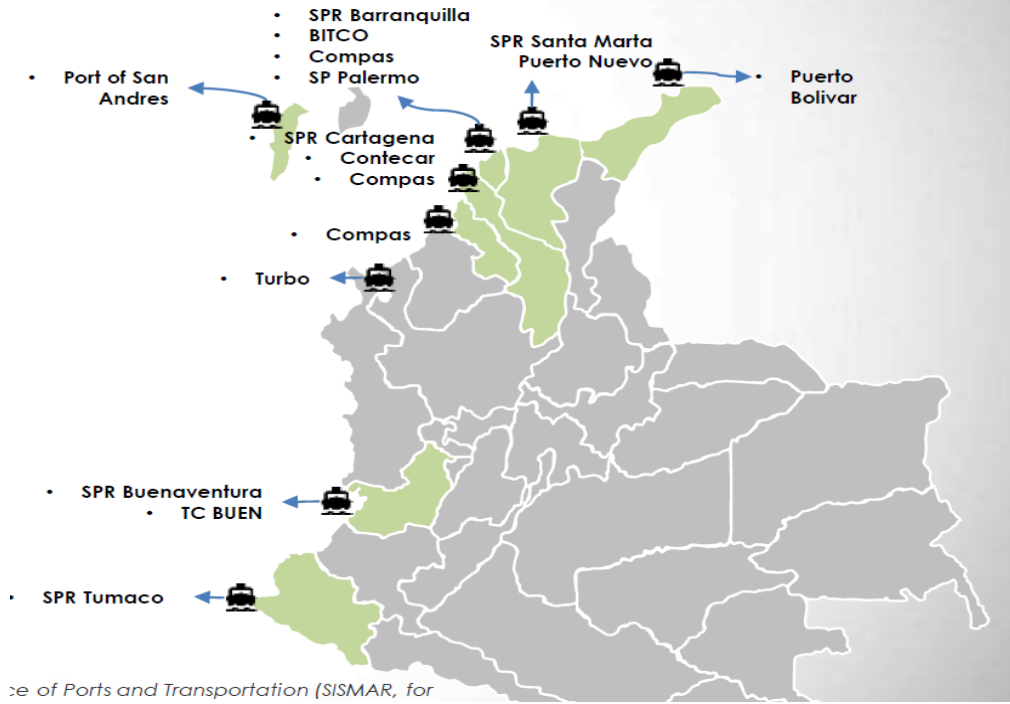 • SPR Barranquilla
• BITCO
• Compas
• SP Palermo
SPR Santa Marta
Puerto Nuevo
• Port of San
Andres
• Puerto
Bolivar
• SPR Cartagena
• Contecar
• Compas
• Compas
• Turbo
• SPR Buenaventura
• TC BUEN
• SPR Tumaco
ce of Ports and Transportation (SISMAR, for